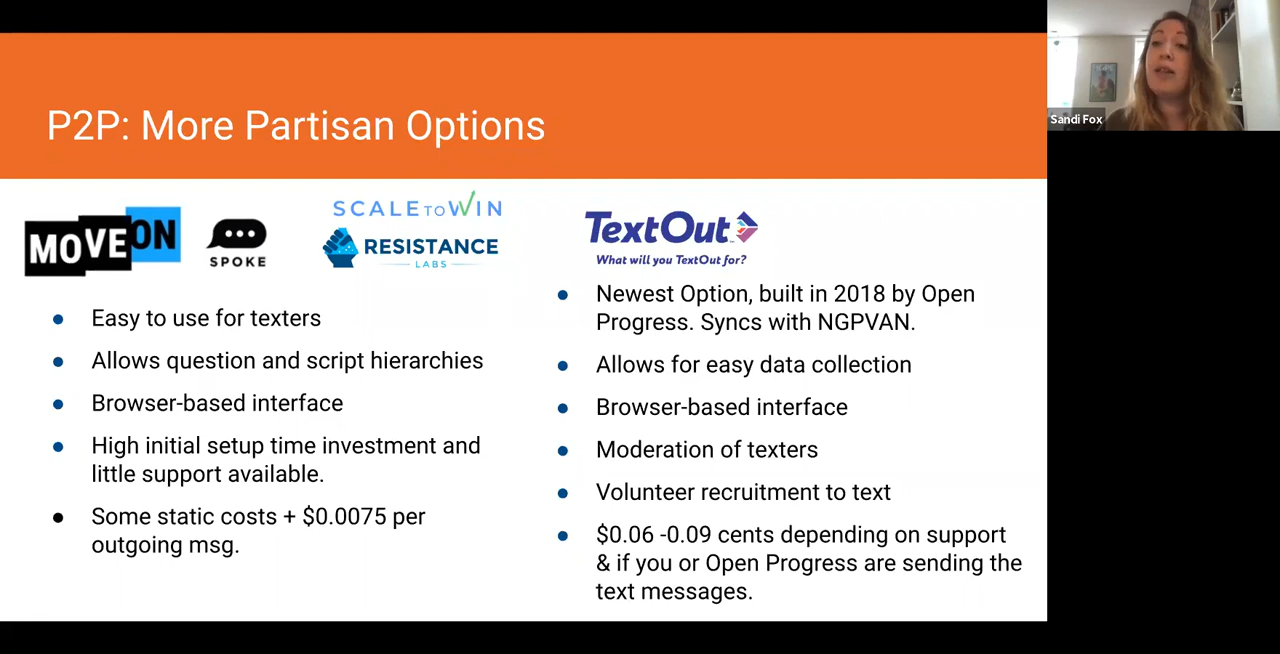 P2P: More Partisan Options
MOVEON
SPOKE
SCALE TO WIN
RESISTANCE
LABS
Easy to use for texters
Allows question and script hierarchies
Browser-based interface
High initial setup time investment and
little support available.
Some static costs + $0.0075 per
outgoing msg.
TextOut
What will you TextOut for?
Newest Option, built in 2018 by Open
Progress. Syncs with NGPVAN.
Allows for easy data collection
Browser-based interface
Moderation of texters
Volunteer recruitment to text
$0.06 -0.09 cents depending on support
& if you or Open Progress are sending the
text messages.
Sandi Fox